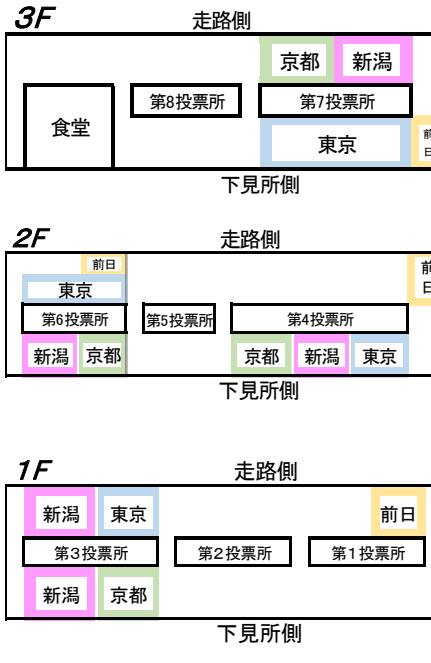 3F
走路側
京都 新潟
第8投票所 第7投票所
食堂
東京
下見所側
2F
走路側
前日
東京
第6投票所 第5投票所 第4投票所
新潟 京都 京都 新潟 東京
下見所側
1F
走路側
新潟 東京 前日
第3投票所 第2投票所 第1投票所
新潟 京都
下見所側